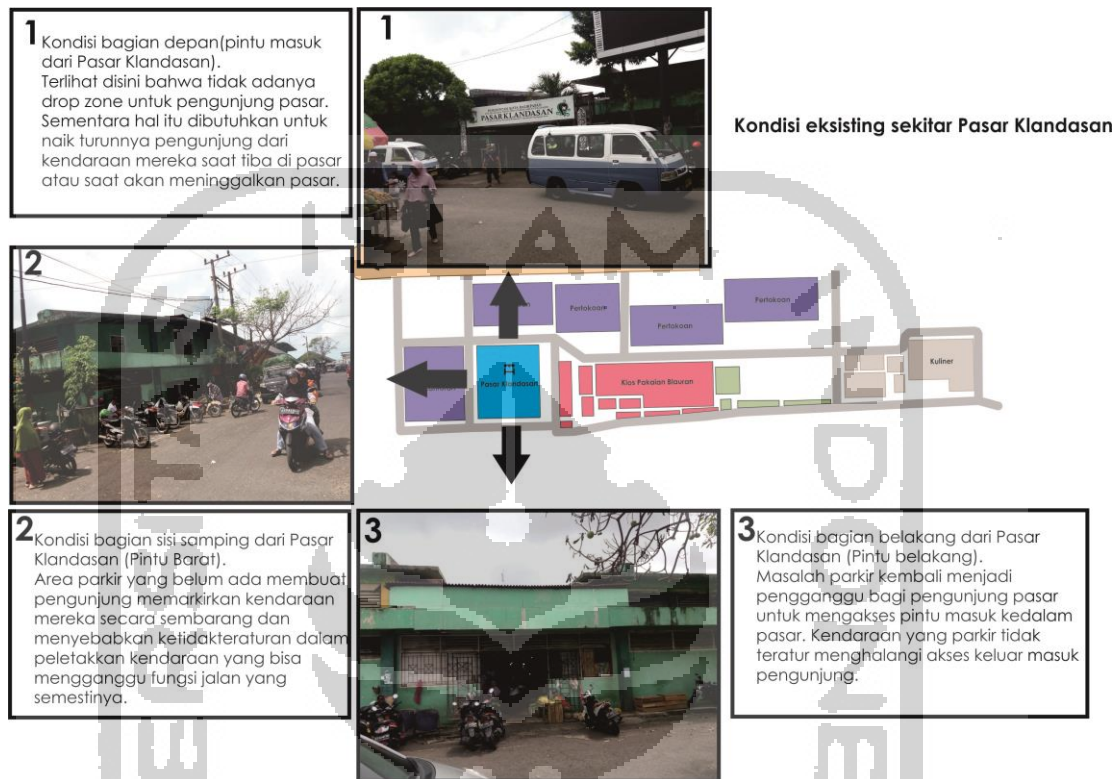 1 Kondisi bagian depan(pintu masuk
dari Pasar Klandasan).
Terlihat disini bahwa tidak adanya
drop zone untuk pengunjung pasar.
Sementara hal itu dibutuhkan untuk
naik turunnya pengunjung dari
kendaraan mereka saat tiba di pasar
atau saat akan meninggalkan pasar.
1
PASAR KLANDASAN
Kondisi eksisting sekitar Pasar Klandasan
2
Pertokoan
Pertokoan
Pertokoan
Pasar Klandasan
Kios Pakaian Blauran
Kuliner
2 Kondisi bagian sisi samping dari Pasar
Klandasan (Pintu Barat).
Area parkir yang belum ada membuat
pengunjung memarkirkan kendaraan
mereka secara sembarang dan
menyebabkan ketidakteraturan dalam
peletakkan kendaraan yang bisa
mengganggu fungsi jalan yang
semestinya.
3
3 Kondisi bagian belakang dari Pasar
Klandasan (Pintu belakang).
Masalah parkir kembali menjadi
pengganggu bagi pengunjung pasar
untuk mengakses pintu masuk kedalam
pasar. Kendaraan yang parkir tidak
teratur menghalangi akses keluar masuk
pengunjung.
ISLAM